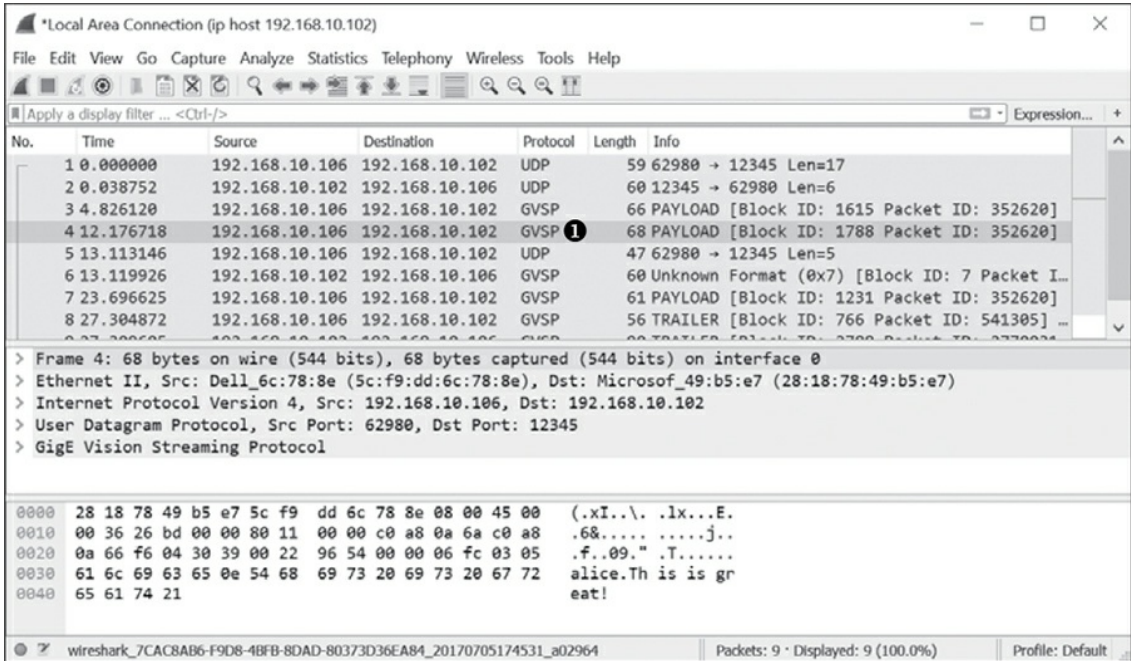 *Local Area Connection (ip host 192.168.10.102)
File Edit View Go Capture Analyze Statistics Telephony Wireless Tools Help
Apply a display filter ... <Ctrl-/> Expression... +
No. Time Source Destination Protocol Length Info
1 0.000000 192.168.10.106 192.168.10.102 UDP 59 62980 → 12345 Len=17
2 0.038752 192.168.10.102 192.168.10.106 UDP 60 12345 → 62980 Len=6
3 4.826120 192.168.10.106 192.168.10.102 GVSP 66 PAYLOAD [Block ID: 1615 Packet ID: 352620]
4 12.176718 192.168.10.106 192.168.10.102 GVSP ❶ 68 PAYLOAD [Block ID: 1788 Packet ID: 352620]
5 13.113146 192.168.10.106 192.168.10.102 UDP 47 62980 → 12345 Len=5
6 13.119926 192.168.10.102 192.168.10.106 GVSP 60 Unknown Format (0x7) [Block ID: 7 Packet I…
7 23.696625 192.168.10.106 192.168.10.102 GVSP 61 PAYLOAD [Block ID: 1231 Packet ID: 352620]
8 27.304872 192.168.10.106 192.168.10.102 GVSP 56 TRAILER [Block ID: 766 Packet ID: 541305] …
> Frame 4: 68 bytes on wire (544 bits), 68 bytes captured (544 bits) on interface 0
> Ethernet II, Src: Dell_6c:78:8e (5c:f9:dd:6c:78:8e), Dst: Microsof_49:b5:e7 (28:18:78:49:b5:e7)
> Internet Protocol Version 4, Src: 192.168.10.106, Dst: 192.168.10.102
> User Datagram Protocol, Src Port: 62980, Dst Port: 12345
> GigE Vision Streaming Protocol
0000 28 18 78 49 b5 e7 5c f9 dd 6c 78 8e 08 00 45 00 (.xI..\. .lx...E.
0010 00 36 26 bd 00 00 80 11 00 00 c0 a8 0a 6a c0 a8 .6&..... .....j..
0020 0a 66 f6 04 30 39 00 22 96 54 00 00 06 fc 03 05 .f..09." .T......
0030 61 6c 69 63 65 0e 54 68 69 73 20 69 73 20 67 72 alice.Th is is gr
0040 65 61 74 21 eat!
wireshark_7CAC8AB6-F9D8-4BFB-8DAD-80373D36EA84_20170705174531_a02964 Packets: 9 · Displayed: 9 (100.0%) Profile: Default